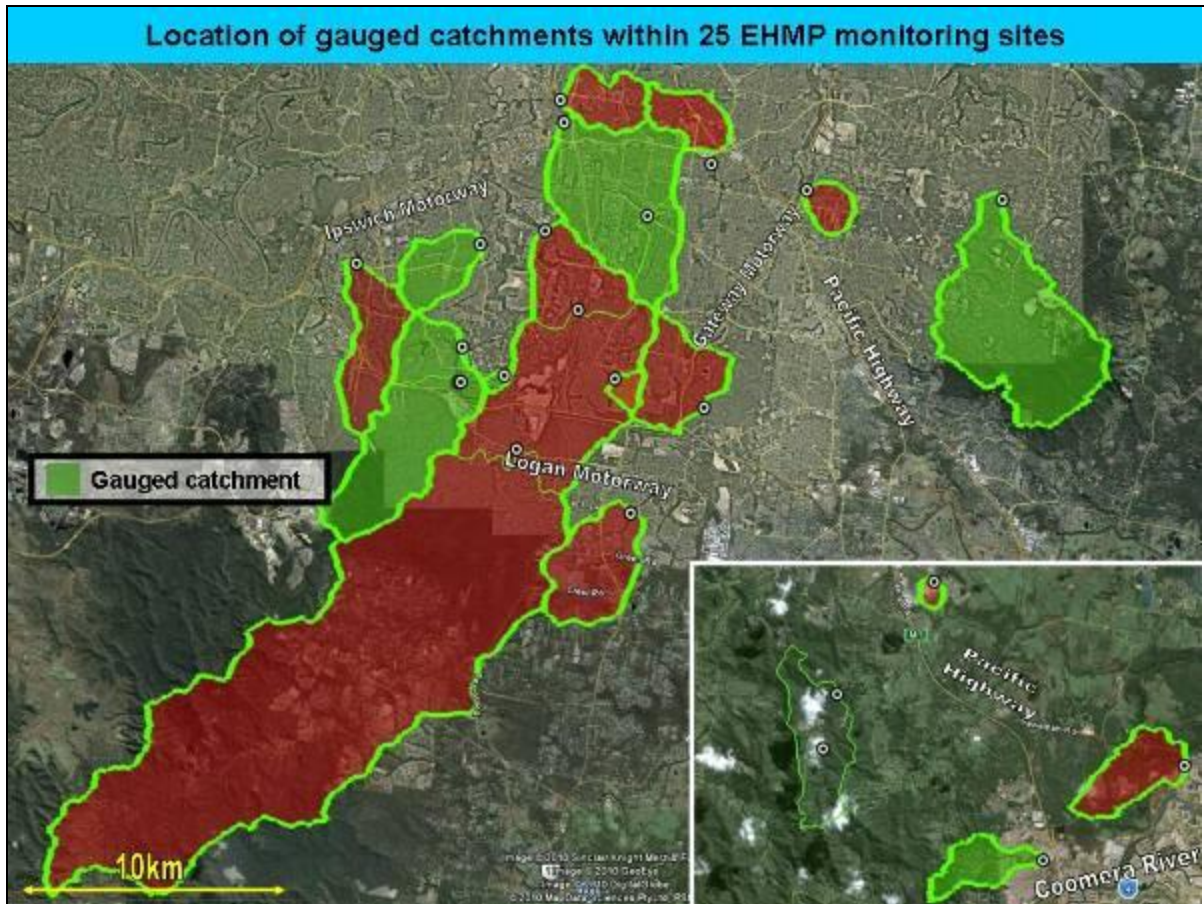 Location of gauged catchments within 25 EHMP monitoring sites
Ipswich Motorway
Gateway Motorway
Pacific Highway
Gauged catchment
Logan Motorway
Pacific
Highway
10km
Coomera River